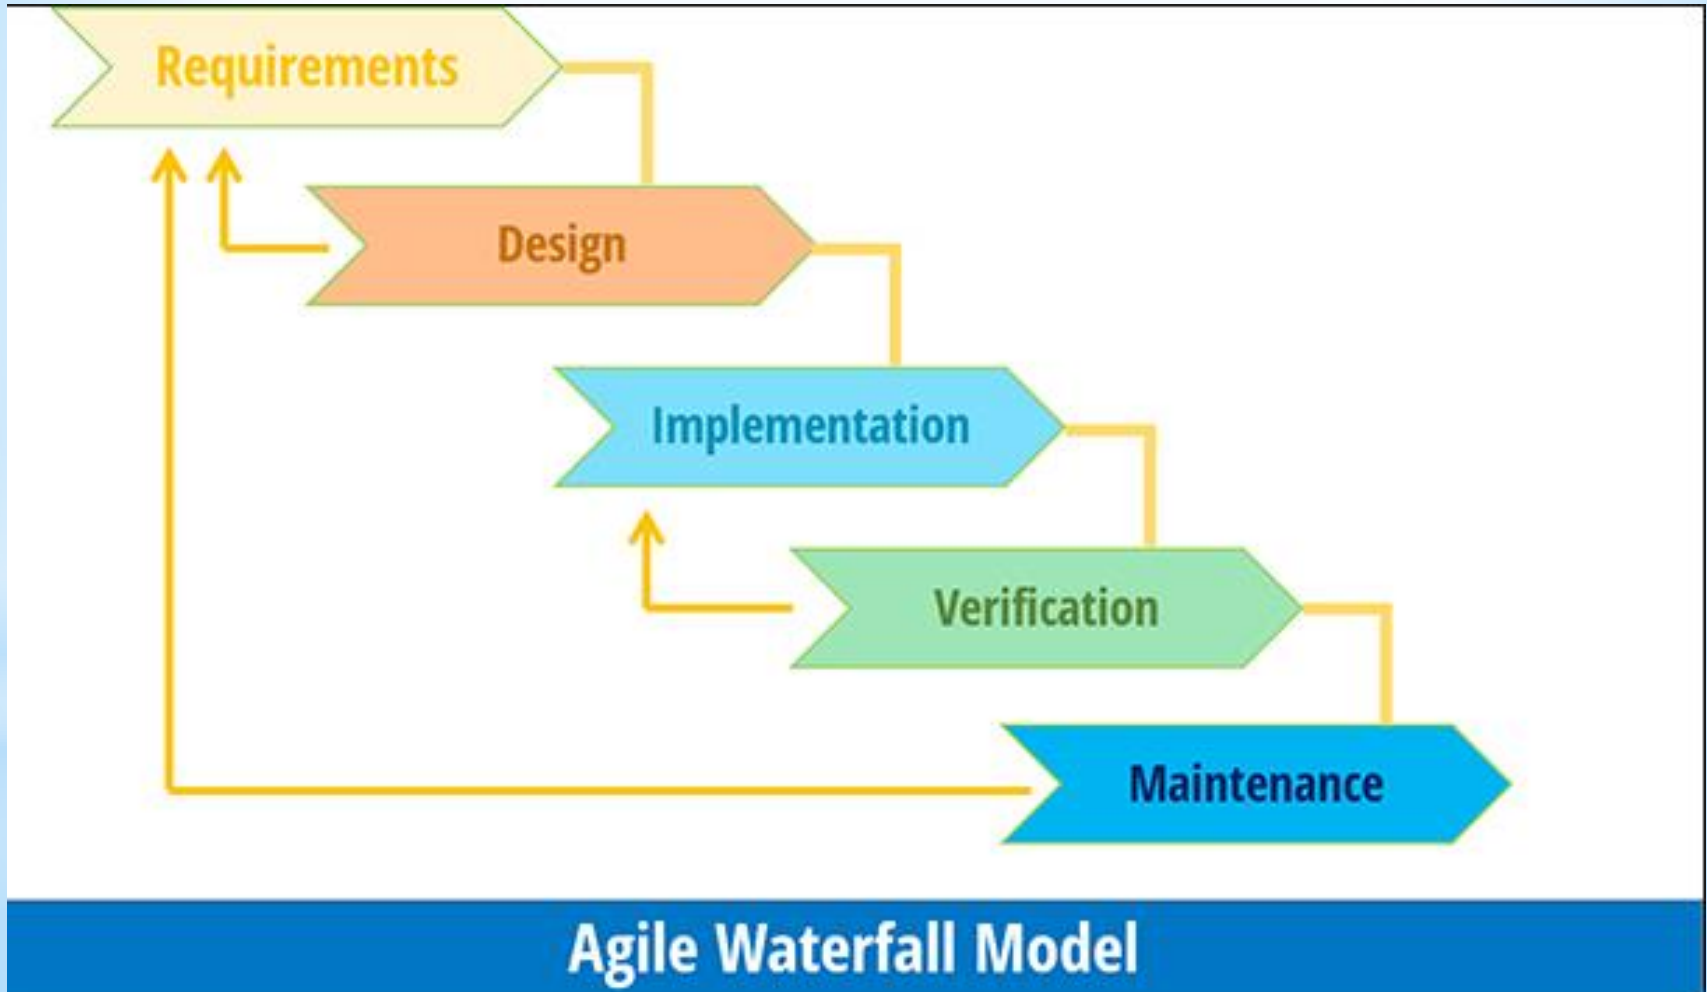 Requirements
Design
Implementation
Verification
Maintenance
Agile Waterfall Model